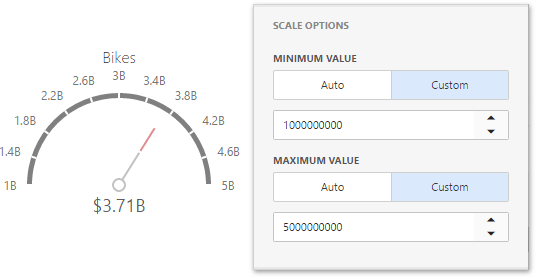 Bikes
1B
1.4B
1.8B
2.2B
2.6B
3B
3.4B
3.8B
4.2B
4.6B
5B
$3.71B
SCALE OPTIONS
MINIMUM VALUE
Auto Custom
1000000000
MAXIMUM VALUE
Auto Custom
5000000000